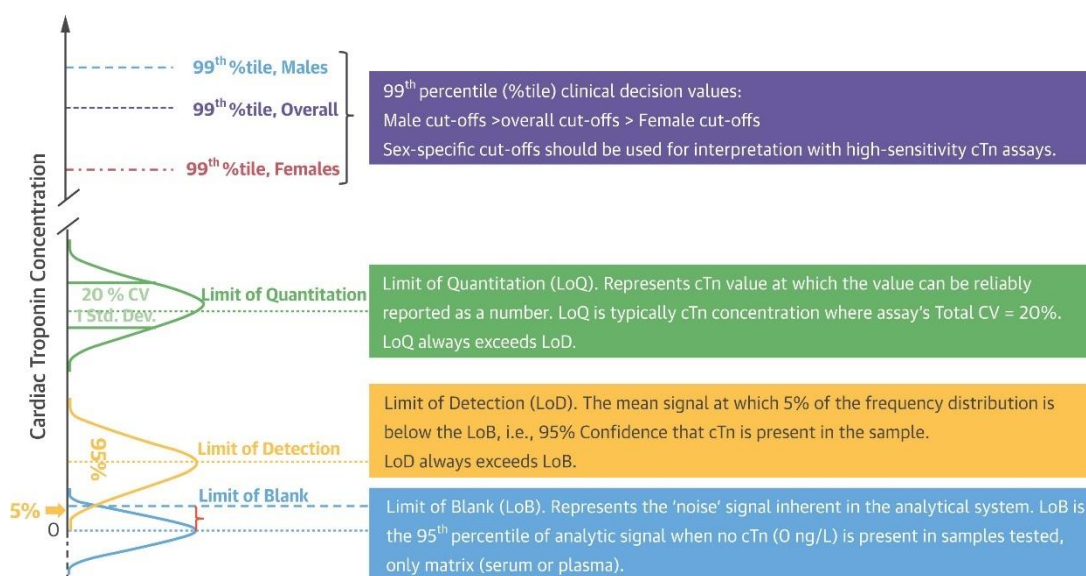 99th %tile, Males
99th %tile, Overall
99th %tile, Females
99th percentile (%tile) clinical decision values:
Male cut-offs >overall cut-offs > Female cut-offs
Sex-specific cut-offs should be used for interpretation with high-sensitivity cTn assays.
Cardiac Troponin Concentration
20 % CV
1 Std. Dev.
Limit of Quantitation
Limit of Quantitation (LoQ). Represents cTn value at which the value can be reliably
reported as a number. LoQ is typically cTn concentration where assay's Total CV = 20%.
LoQ always exceeds LoD.
95%
Limit of Detection
Limit of Detection (LoD). The mean signal at which 5% of the frequency distribution is
below the LoB, i.e., 95% Confidence that cTn is present in the sample.
LoD always exceeds LoB.
Limit of Blank
5%
0
Limit of Blank (LoB). Represents the 'noise' signal inherent in the analytical system. LoB is
the 95th percentile of analytic signal when no cTn (0 ng/L) is present in samples tested,
only matrix (serum or plasma).